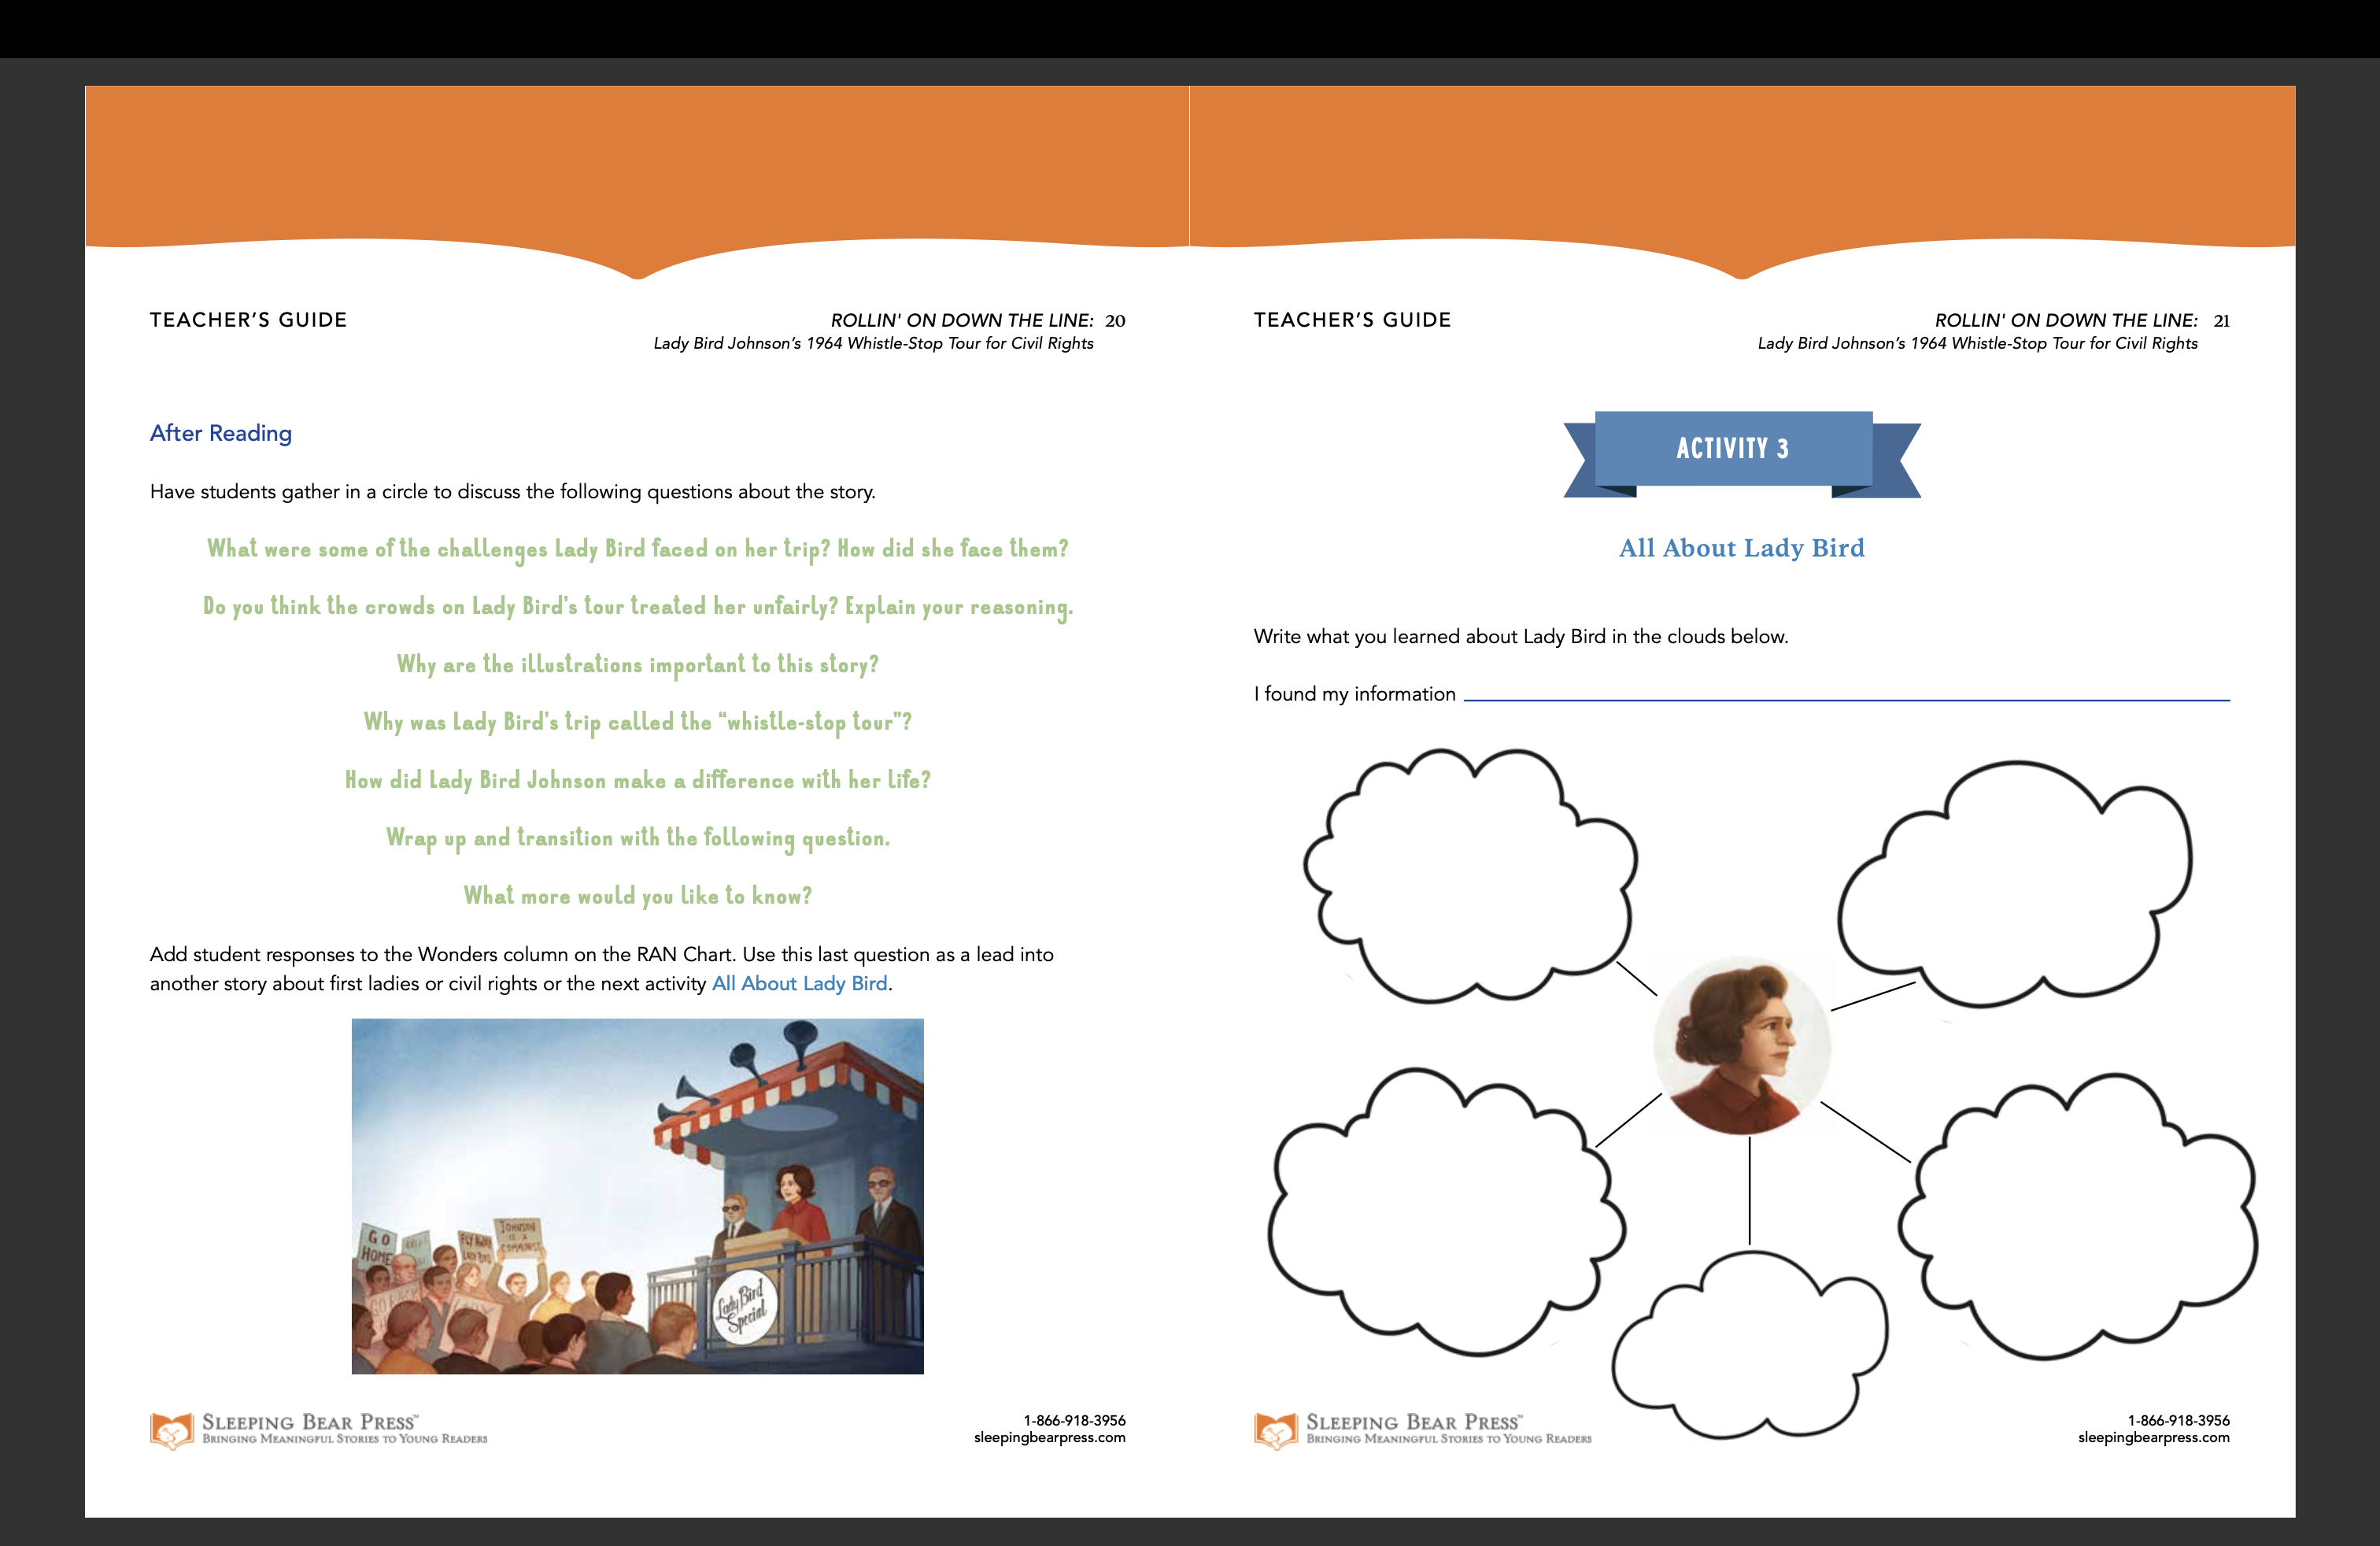 TEACHER'S GUIDE
ROLLIN' ON DOWN THE LINE: 20
Lady Bird Johnson's 1964 Whistle-Stop Tour for Civil Rights
After Reading
Have students gather in a circle to discuss the following questions about the story.
What were some of the challenges Lady Bird faced on her trip? How did she face them?
Do you think the crowds on Lady Bird's tour treated her unfairly? Explain your reasoning.
Why are the illustrations important to this story?
Why was Lady Bird's trip called the “whistle-stop tour”?
How did Lady Bird Johnson make a difference with her life?
Wrap up and transition with the following question.
What more would you like to know?
Add student responses to the Wonders column on the RAN Chart. Use this last question as a lead into
another story about first ladies or civil rights or the next activity All About Lady Bird.
GO
HOME
FLY AWAY
LADY BIRD
JOHNSON
IS A
COMMUNIST
GO BACK
Lady Bird
Special
SLEEPING BEAR PRESS™
BRINGING MEANINGFUL STORIES TO YOUNG READERS
1-866-918-3956
sleepingbearpress.com
TEACHER'S GUIDE
ROLLIN' ON DOWN THE LINE: 21
Lady Bird Johnson's 1964 Whistle-Stop Tour for Civil Rights
ACTIVITY 3
All About Lady Bird
Write what you learned about Lady Bird in the clouds below.
I found my information
SLEEPING BEAR PRESS™
BRINGING MEANINGFUL STORIES TO YOUNG READERS
1-866-918-3956
sleepingbearpress.com